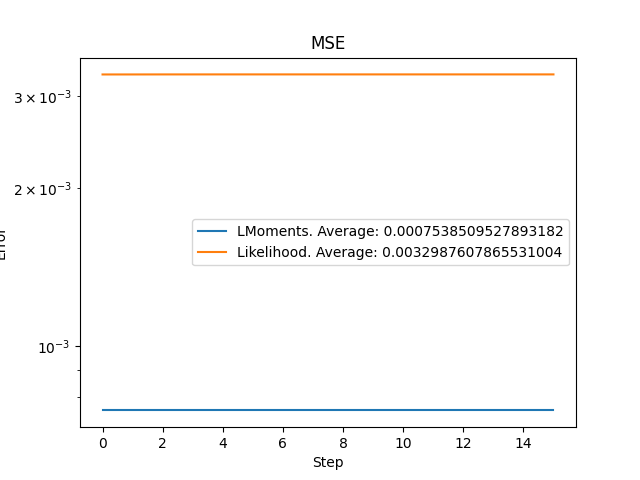 MSE
3 × 10⁻³
2 × 10⁻³
10⁻³
Error
LMoments. Average: 0.0007538509527893182
Likelihood. Average: 0.0032987607865531004
0 2 4 6 8 10 12 14
Step